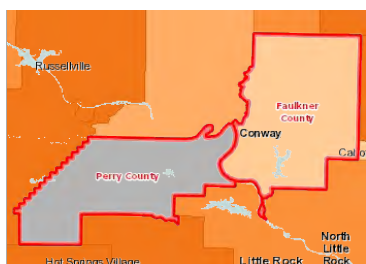 Russellville
Faulkner
County
Conway
Perry County
North
Little
Rock
Little Rock
Hot Springs Village